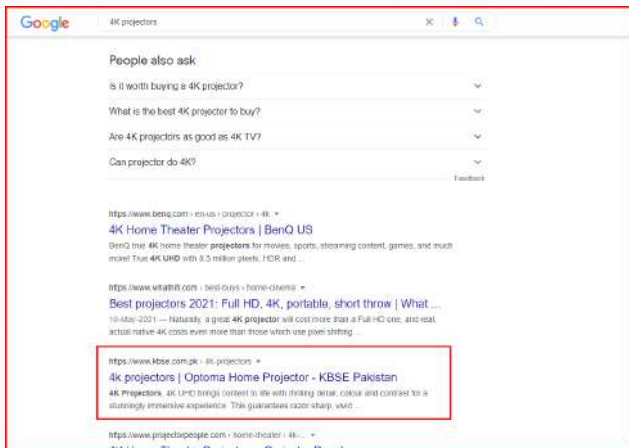 Google
4K projectors
People also ask
Is it worth buying a 4K projector?
What is the best 4K projector to buy?
Are 4K projectors as good as 4K TV?
Can projector do 4K?
Feedback
https://www.benq.com › en-us › projector › 4k
4K Home Theater Projectors | BenQ US
BenQ true 4K home theater projectors for movies, sports, streaming content, games, and much
more! True 4K UHD with 8.3 million pixels, HDR and ...
https://www.whathifi.com › best-buys › home-cinema
Best projectors 2021: Full HD, 4K, portable, short throw | What ...
10-May-2021 — Naturally, a great 4K projector will cost more than a Full HD one, and real,
actual native 4K costs even more than those which use pixel shifting ...
https://www.kbse.com.pk › 4k-projectors
4k projectors | Optoma Home Projector - KBSE Pakistan
4K Projectors. 4K UHD brings content to life with thrilling detail, colour and contrast for a
stunningly immersive experience. This guarantees razor sharp, vivid ...
https://www.projectorpeople.com › home-theater › 4k-...